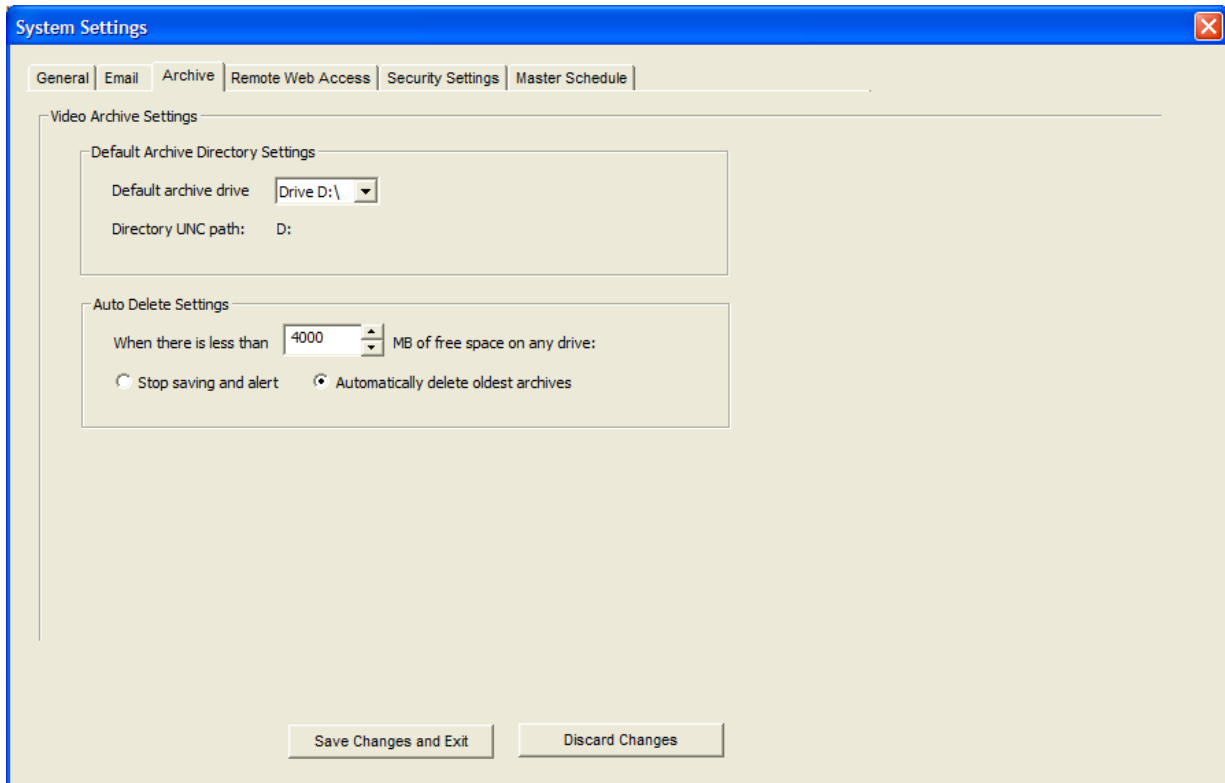 System Settings
General Email Archive Remote Web Access Security Settings Master Schedule
Video Archive Settings
Default Archive Directory Settings
Default archive drive Drive D:\
Directory UNC path: D:
Auto Delete Settings
When there is less than 4000 MB of free space on any drive:
Stop saving and alert Automatically delete oldest archives
Save Changes and Exit Discard Changes